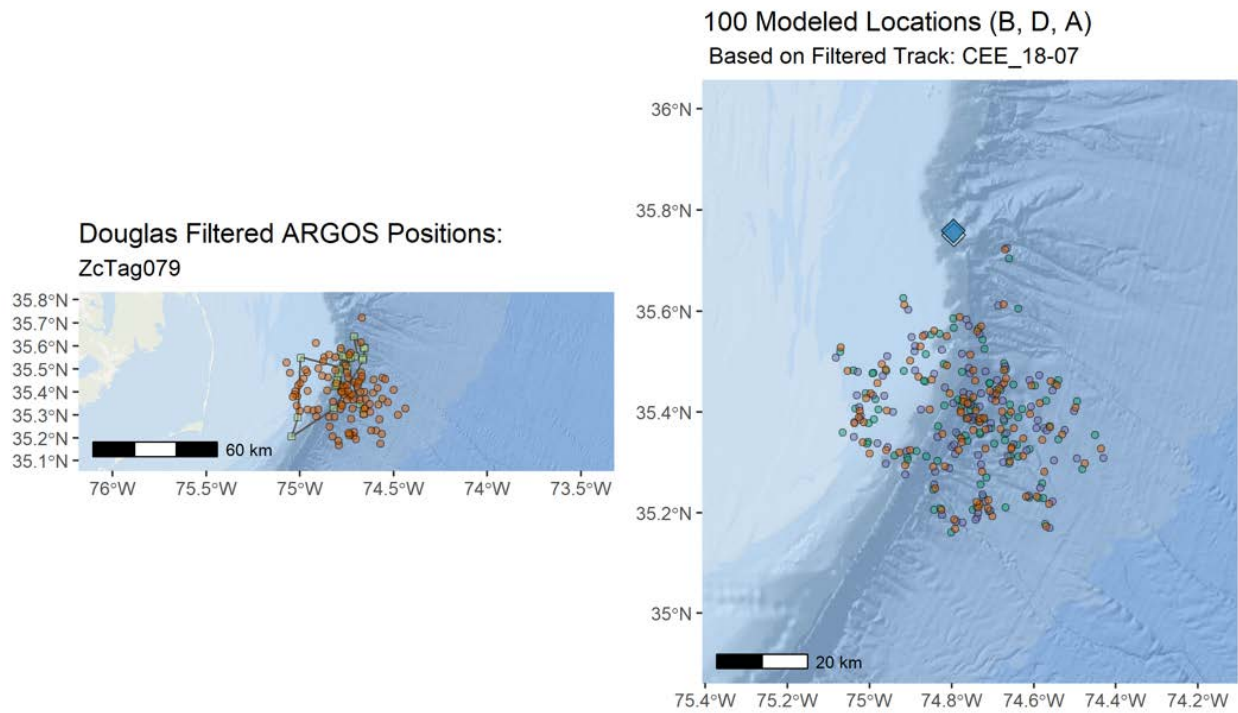 Douglas Filtered ARGOS Positions:
ZcTag079
35.8°N
35.7°N
35.6°N
35.5°N
35.4°N
35.3°N
35.2°N
35.1°N
60 km
76°W 75.5°W 75°W 74.5°W 74°W 73.5°W
100 Modeled Locations (B, D, A)
Based on Filtered Track: CEE_18-07
36°N
35.8°N
35.6°N
35.4°N
35.2°N
35°N
20 km
75.4°W 75.2°W 75°W 74.8°W 74.6°W 74.4°W 74.2°W